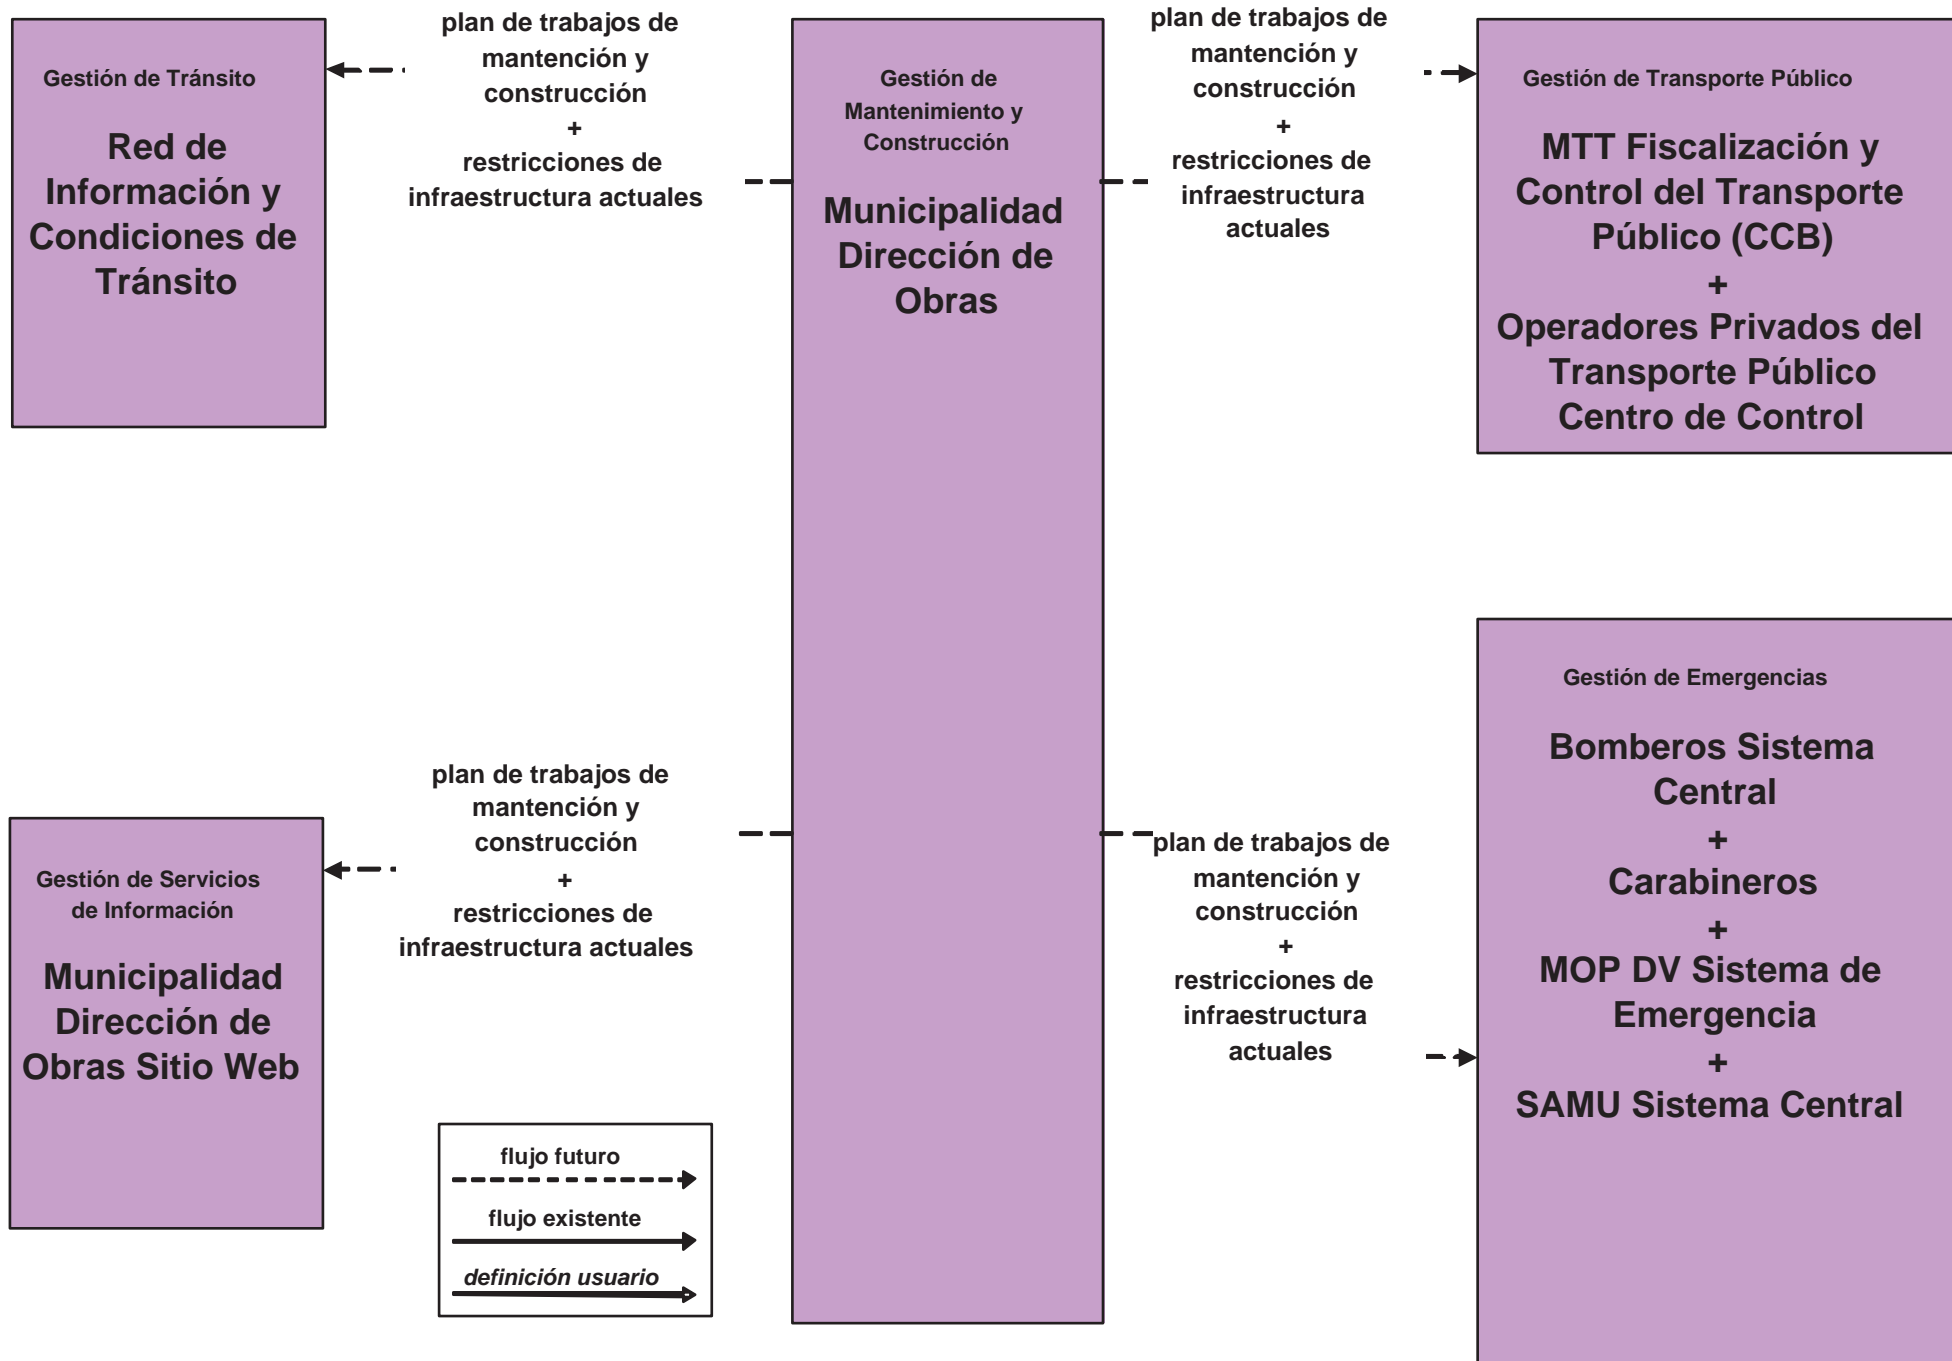 Gestión de Tránsito
Red de
Información y
Condiciones de
Tránsito
plan de trabajos de
mantención y
construcción
+
restricciones de
infraestructura actuales
Gestión de
Mantenimiento y
Construcción
Municipalidad
Dirección de
Obras
plan de trabajos de
mantención y
construcción
+
restricciones de
infraestructura
actuales
Gestión de Transporte Público
MTT Fiscalización y
Control del Transporte
Público (CCB)
+
Operadores Privados del
Transporte Público
Centro de Control
Gestión de Servicios
de Información
Municipalidad
Dirección de
Obras Sitio Web
plan de trabajos de
mantención y
construcción
+
restricciones de
infraestructura actuales
plan de trabajos de
mantención y
construcción
+
restricciones de
infraestructura
actuales
Gestión de Emergencias
Bomberos Sistema
Central
+
Carabineros
+
MOP DV Sistema de
Emergencia
+
SAMU Sistema Central
flujo futuro
flujo existente
definición usuario